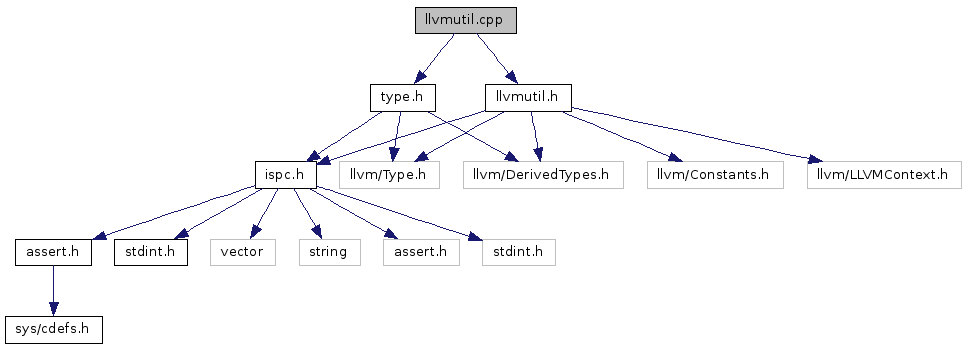 llvmutil.cpp
type.h
llvmutil.h
ispc.h
llvm/Type.h
llvm/DerivedTypes.h
llvm/Constants.h
llvm/LLVMContext.h
assert.h
stdint.h
vector
string
assert.h
stdint.h
sys/cdefs.h